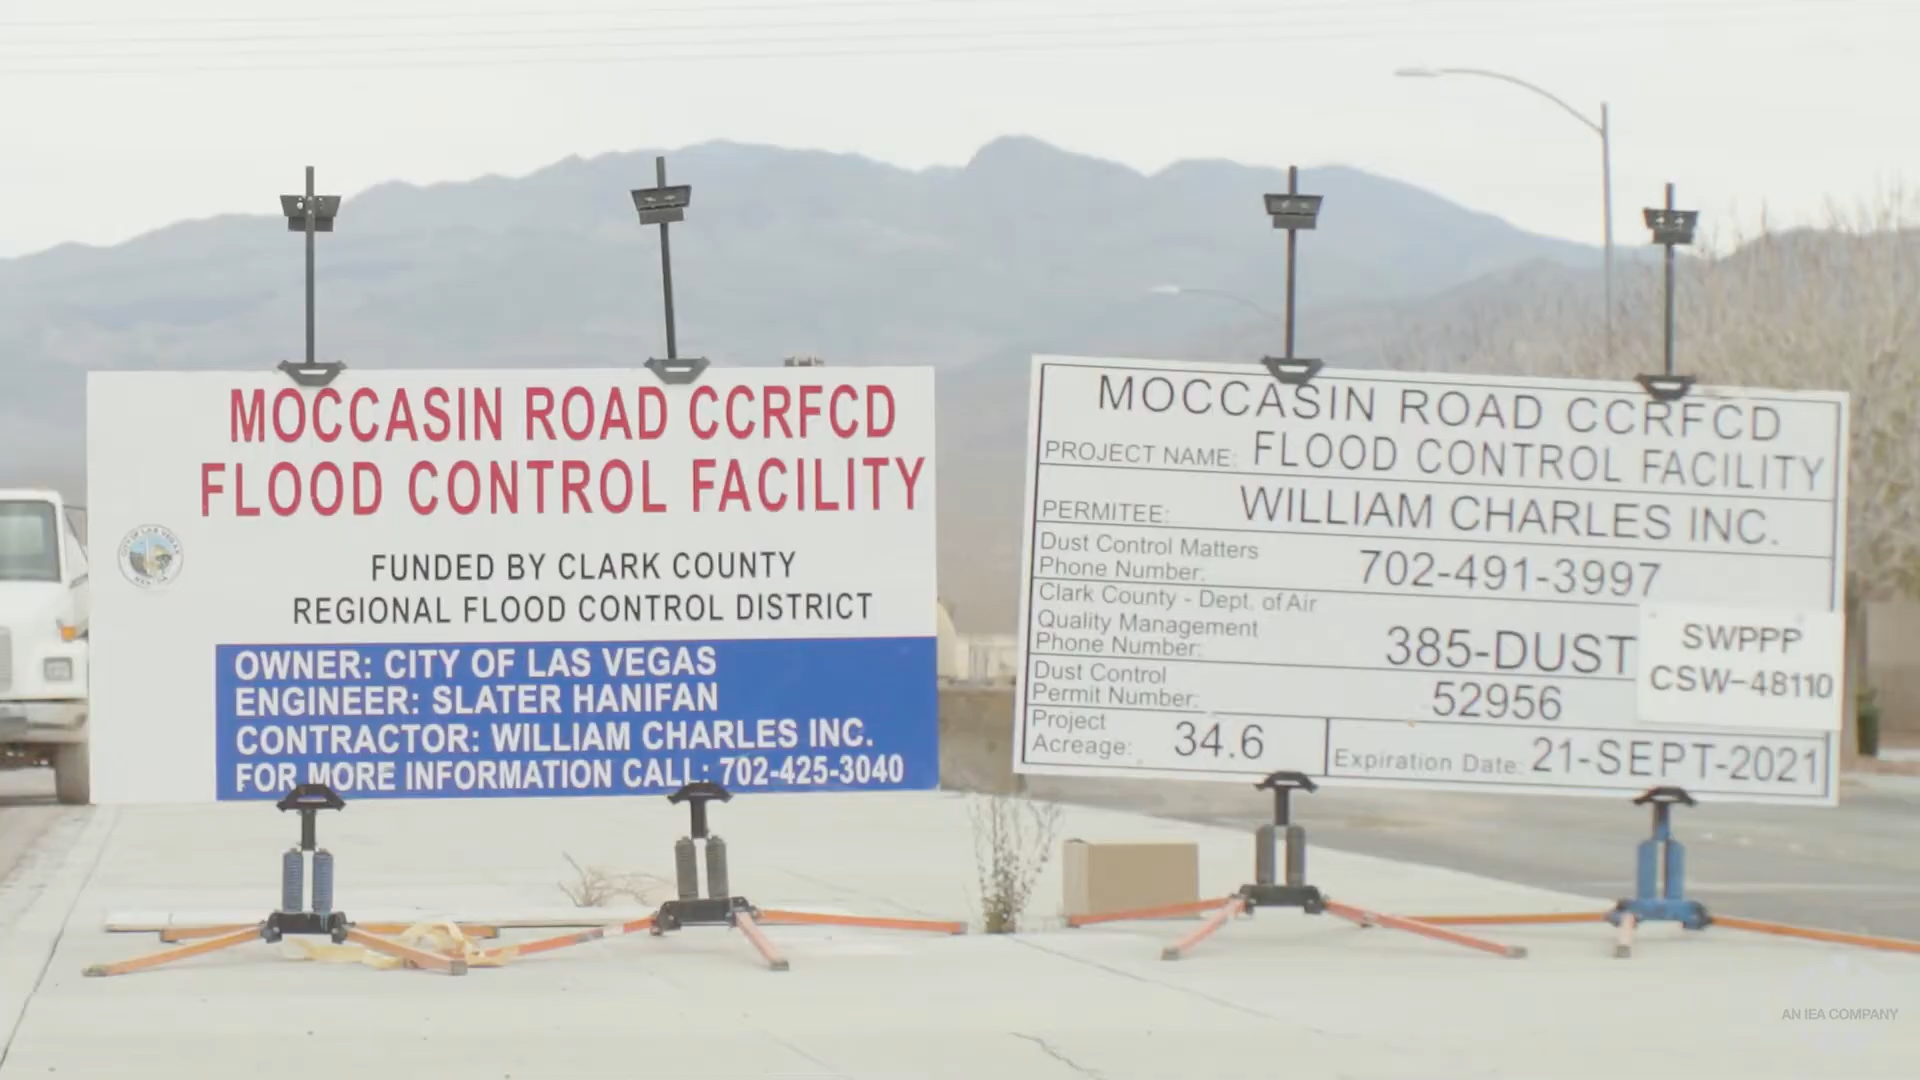 MOCCASIN ROAD CCRFCD
FLOOD CONTROL FACILITY
FUNDED BY CLARK COUNTY
REGIONAL FLOOD CONTROL DISTRICT
OWNER: CITY OF LAS VEGAS
ENGINEER: SLATER HANIFAN
CONTRACTOR: WILLIAM CHARLES INC.
FOR MORE INFORMATION CALL: 702-425-3040
MOCCASIN ROAD CCRFCD
PROJECT NAME: FLOOD CONTROL FACILITY
PERMITEE: WILLIAM CHARLES INC.
Dust Control Matters
Phone Number: 702-491-3997
Clark County - Dept. of Air
Quality Management
Phone Number: 385-DUST
SWPPP
CSW-48110
Dust Control
Permit Number: 52956
Project
Acreage: 34.6
Expiration Date: 21-SEPT-2021
AN IEA COMPANY